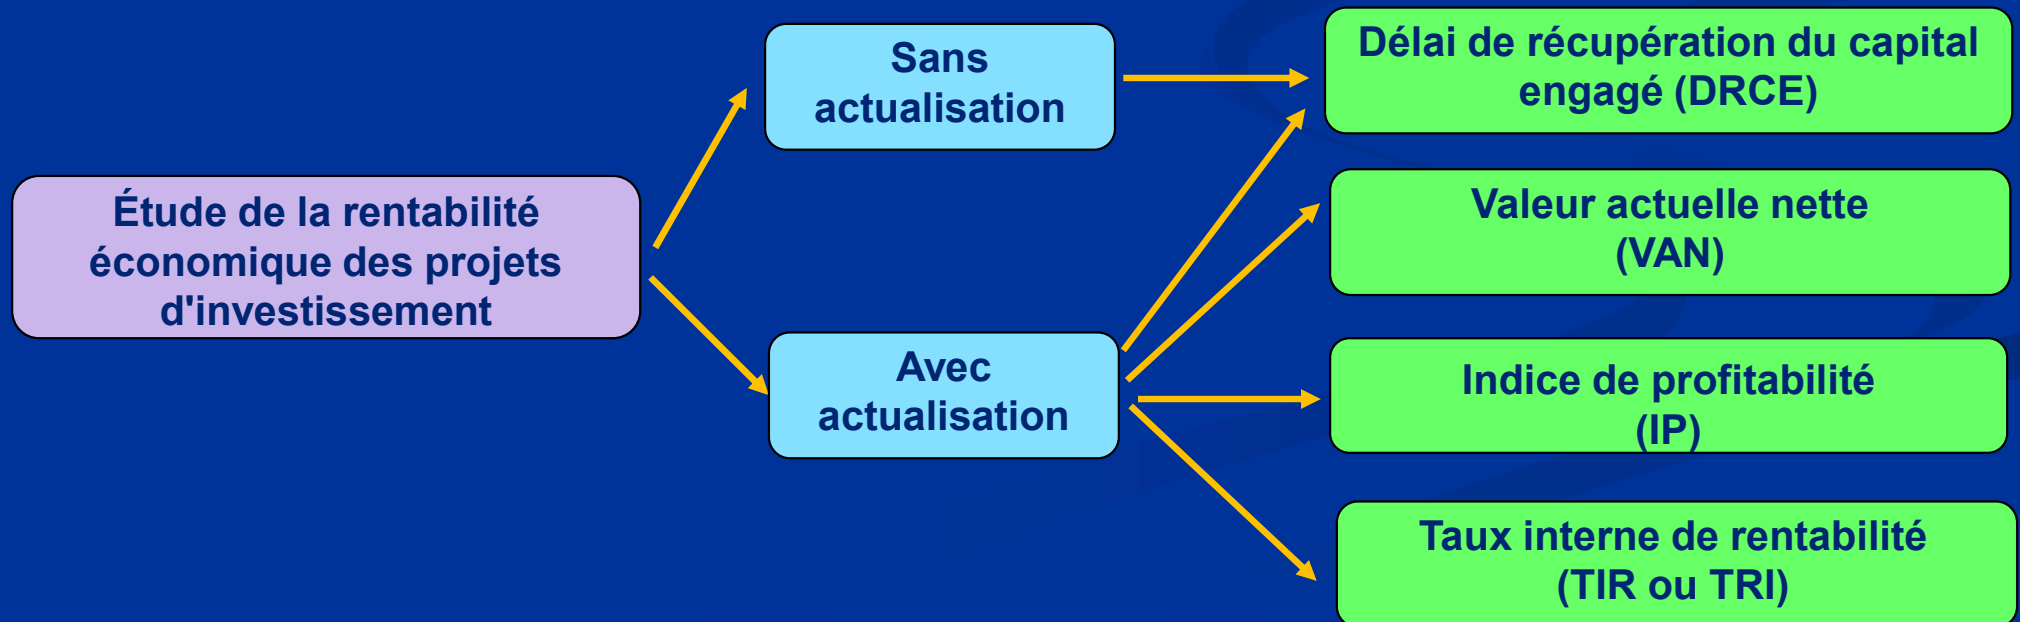 Étude de la rentabilité
économique des projets
d'investissement
Sans
actualisation
Avec
actualisation
Délai de récupération du capital
engagé (DRCE)
Valeur actuelle nette
(VAN)
Indice de profitabilité
(IP)
Taux interne de rentabilité
(TIR ou TRI)